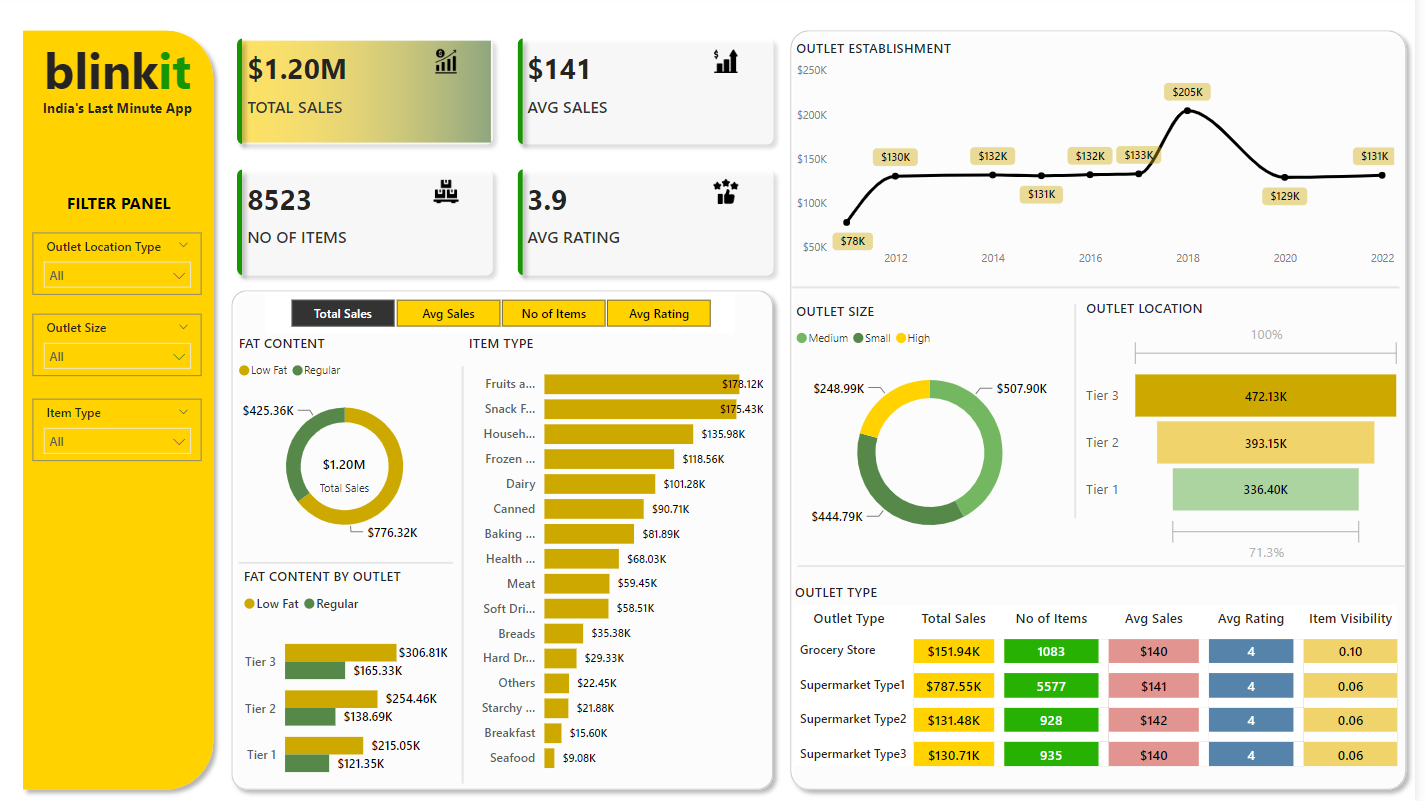 blinkit
India's Last Minute App
FILTER PANEL
Outlet Location Type
All
Outlet Size
All
Item Type
All
$1.20M
TOTAL SALES
$141
AVG SALES
8523
NO OF ITEMS
3.9
AVG RATING
Total Sales Avg Sales No of Items Avg Rating
FAT CONTENT
Low Fat Regular
$425.36K
$1.20M
Total Sales
$776.32K
FAT CONTENT BY OUTLET
Low Fat Regular
Tier 3 $306.81K
$165.33K
Tier 2 $254.46K
$138.69K
Tier 1 $215.05K
$121.35K
ITEM TYPE
Fruits a... $178.12K
Snack F... $175.43K
Househ... $135.98K
Frozen ... $118.56K
Dairy $101.28K
Canned $90.71K
Baking ... $81.89K
Health ... $68.03K
Meat $59.45K
Soft Dri... $58.51K
Breads $35.38K
Hard Dr... $29.33K
Others $22.45K
Starchy ... $21.88K
Breakfast $15.60K
Seafood $9.08K
OUTLET ESTABLISHMENT
$250K
$200K
$150K
$100K
$50K
$78K
$130K
$132K
$131K
$132K
$133K
$205K
$129K
$131K
2012 2014 2016 2018 2020 2022
OUTLET SIZE
Medium Small High
$248.99K
$507.90K
$444.79K
OUTLET LOCATION
100%
Tier 3 472.13K
Tier 2 393.15K
Tier 1 336.40K
71.3%
OUTLET TYPE
Outlet Type Total Sales No of Items Avg Sales Avg Rating Item Visibility
Grocery Store $151.94K 1083 $140 4 0.10
Supermarket Type1 $787.55K 5577 $141 4 0.06
Supermarket Type2 $131.48K 928 $142 4 0.06
Supermarket Type3 $130.71K 935 $140 4 0.06